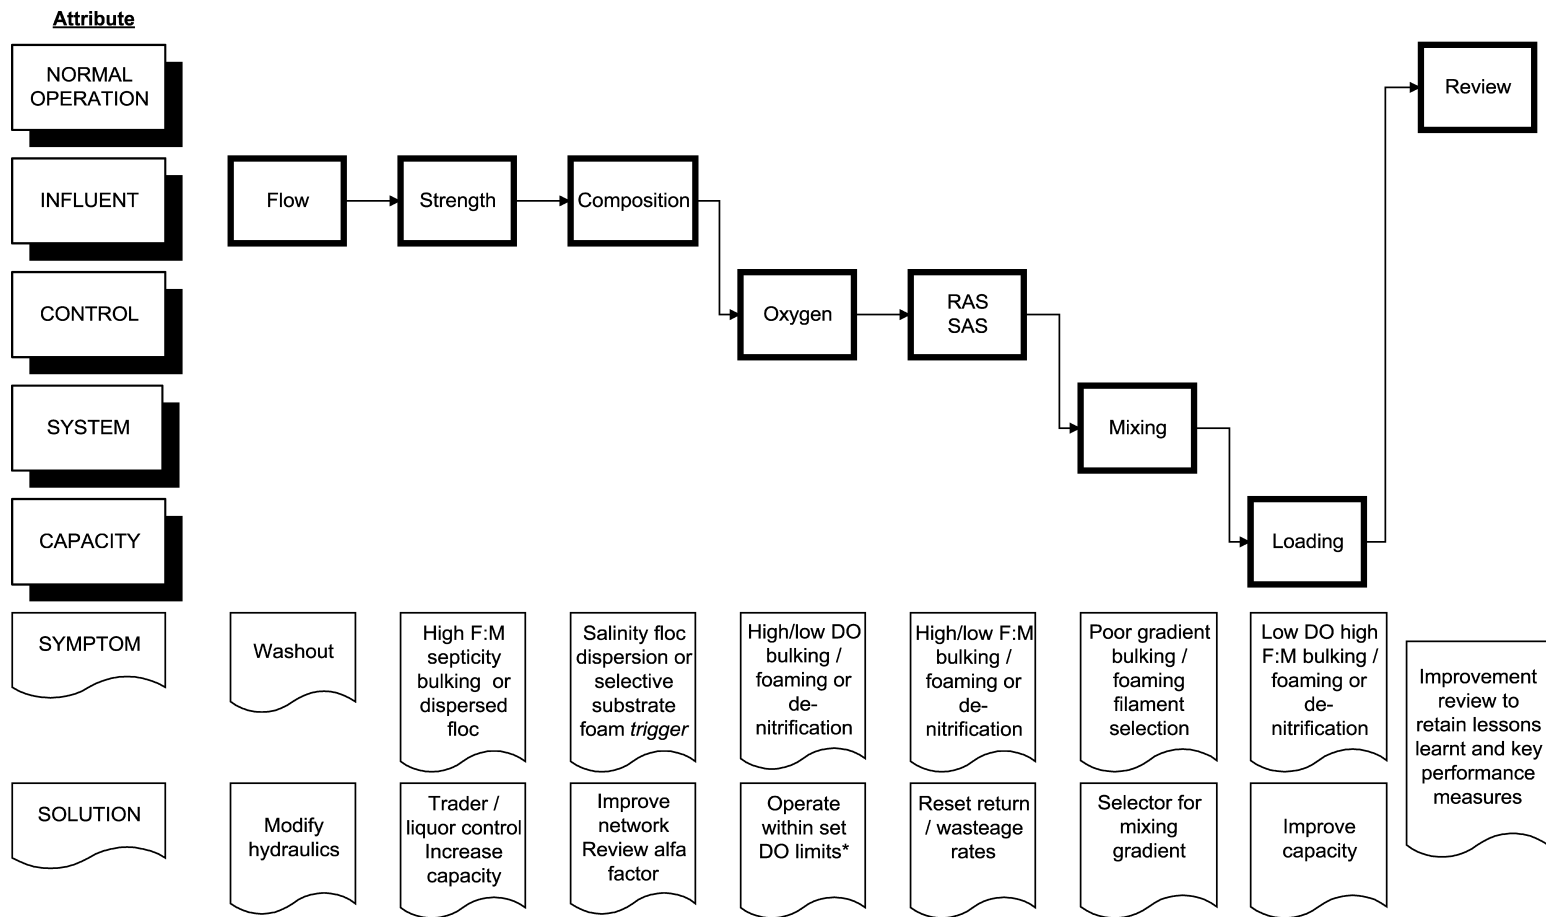 Attribute
NORMAL
OPERATION
Review
INFLUENT
Flow
Strength
Composition
CONTROL
Oxygen
RAS
SAS
SYSTEM
Mixing
CAPACITY
Loading
SYMPTOM
Washout
High F:M
septicity
bulking or
dispersed
floc
Salinity floc
dispersion or
selective
substrate
foam trigger
High/low DO
bulking /
foaming or
de-
nitrification
High/low F:M
bulking /
foaming or
de-
nitrification
Poor gradient
bulking /
foaming
filament
selection
Low DO high
F:M bulking /
foaming or
de-
nitrification
Improvement
review to
retain lessons
learnt and key
performance
measures
SOLUTION
Modify
hydraulics
Trader /
liquor control
Increase
capacity
Improve
network
Review alfa
factor
Operate
within set
DO limits*
Reset return
/ wasteage
rates
Selector for
mixing
gradient
Improve
capacity